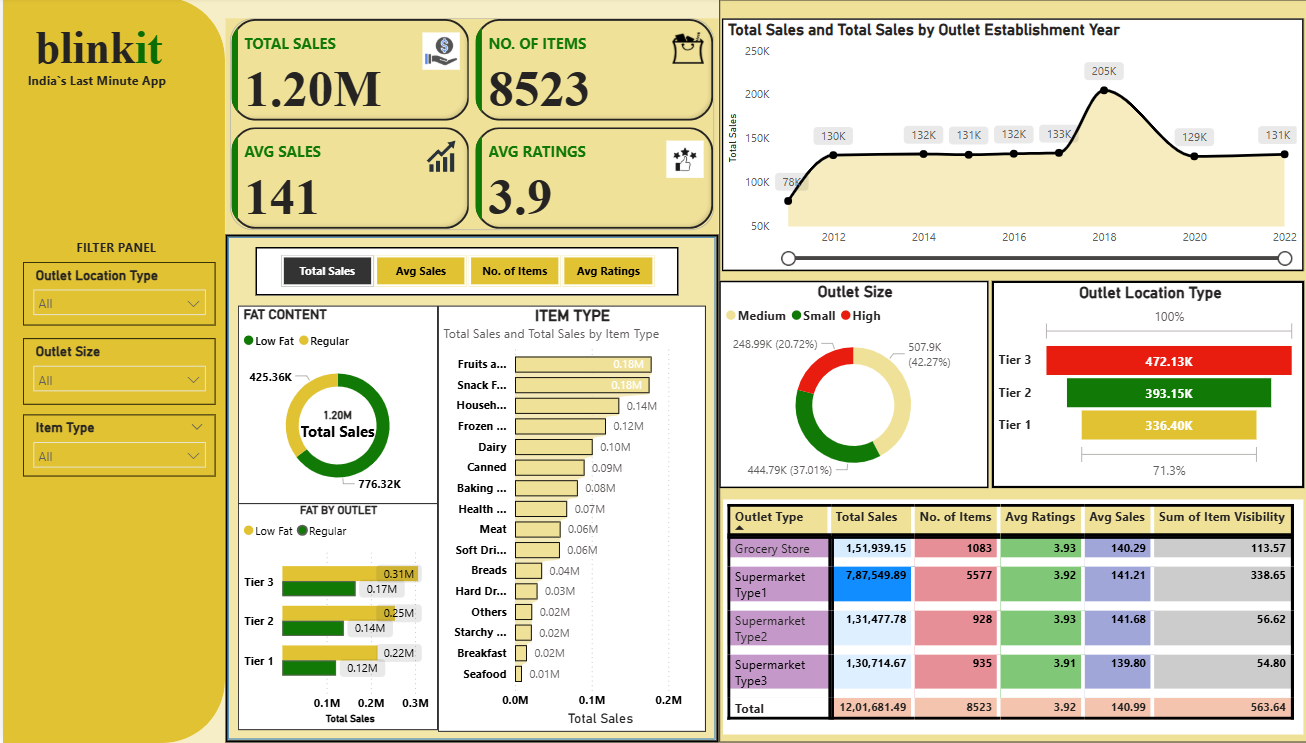 blinkit
India`s Last Minute App
FILTER PANEL
Outlet Location Type
All
Outlet Size
All
Item Type
All
TOTAL SALES
1.20M
NO. OF ITEMS
8523
AVG SALES
141
AVG RATINGS
3.9
Total Sales
Avg Sales
No. of Items
Avg Ratings
FAT CONTENT
Low Fat Regular
425.36K
1.20M
Total Sales
776.32K
FAT BY OUTLET
Low Fat Regular
Tier 3 0.31M
0.17M
Tier 2 0.25M
0.14M
Tier 1 0.22M
0.12M
0.1M 0.2M 0.3M
Total Sales
ITEM TYPE
Total Sales and Total Sales by Item Type
Fruits a... 0.18M
Snack F... 0.18M
Househ... 0.14M
Frozen ... 0.12M
Dairy 0.10M
Canned 0.09M
Baking ... 0.08M
Health ... 0.07M
Meat 0.06M
Soft Dri... 0.06M
Breads 0.04M
Hard Dr... 0.03M
Others 0.02M
Starchy ... 0.02M
Breakfast 0.02M
Seafood 0.01M
0.0M 0.1M 0.2M
Total Sales
Total Sales and Total Sales by Outlet Establishment Year
Total Sales
250K
200K
150K
100K
50K
78K 130K 132K 131K 132K 133K 205K 129K 131K
2012 2014 2016 2018 2020 2022
Outlet Size
Medium Small High
248.99K (20.72%)
507.9K
(42.27%)
444.79K (37.01%)
Outlet Location Type
100%
Tier 3 472.13K
Tier 2 393.15K
Tier 1 336.40K
71.3%
Outlet Type Total Sales No. of Items Avg Ratings Avg Sales Sum of Item Visibility
Grocery Store 1,51,939.15 1083 3.93 140.29 113.57
Supermarket 7,87,549.89 5577 3.92 141.21 338.65
Type1
Supermarket 1,31,477.78 928 3.93 141.68 56.62
Type2
Supermarket 1,30,714.67 935 3.91 139.80 54.80
Type3
Total 12,01,681.49 8523 3.92 140.99 563.64